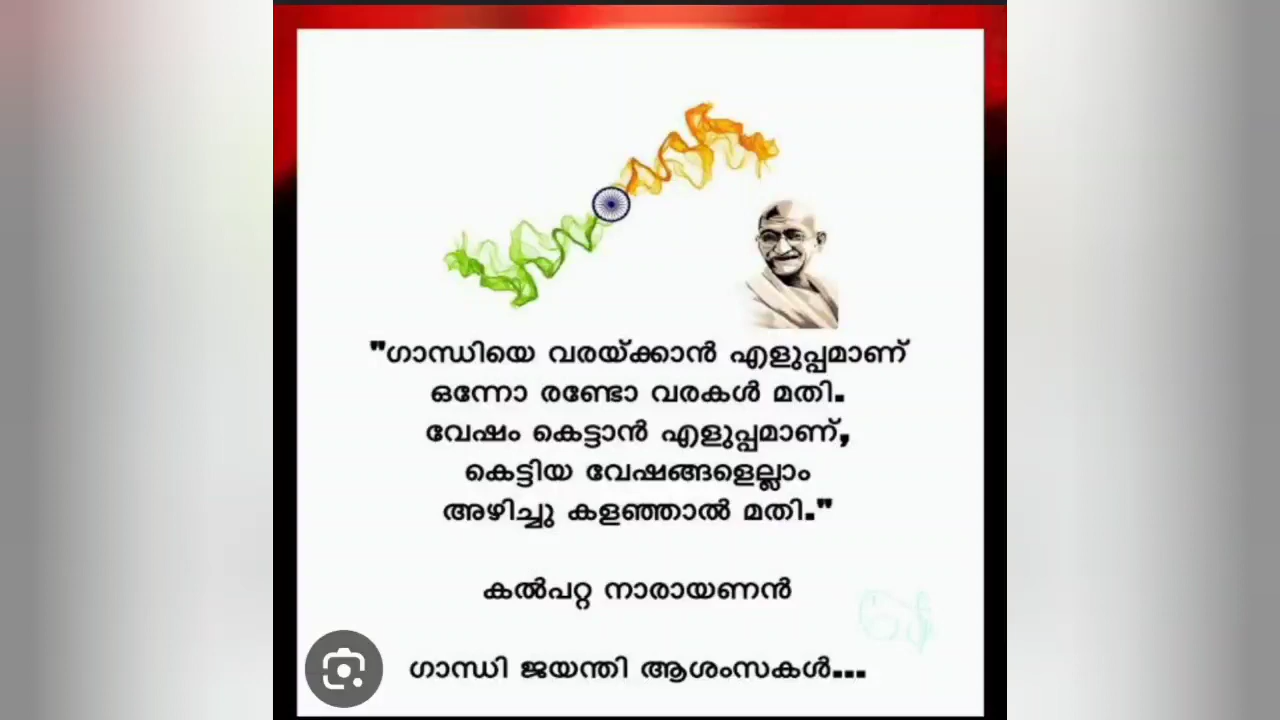 "ഗാന്ധിയെ വരയ്ക്കാൻ എളുപ്പമാണ്
ഒന്നോ രണ്ടോ വരകൾ മതി.
വേഷം കെട്ടാൻ എളുപ്പമാണ്,
കെട്ടിയ വേഷങ്ങളെല്ലാം
അഴിച്ചു കളഞ്ഞാൽ മതി."
കൽപറ്റ നാരായണൻ
ഗാന്ധി ജയന്തി ആശംസകൾ...